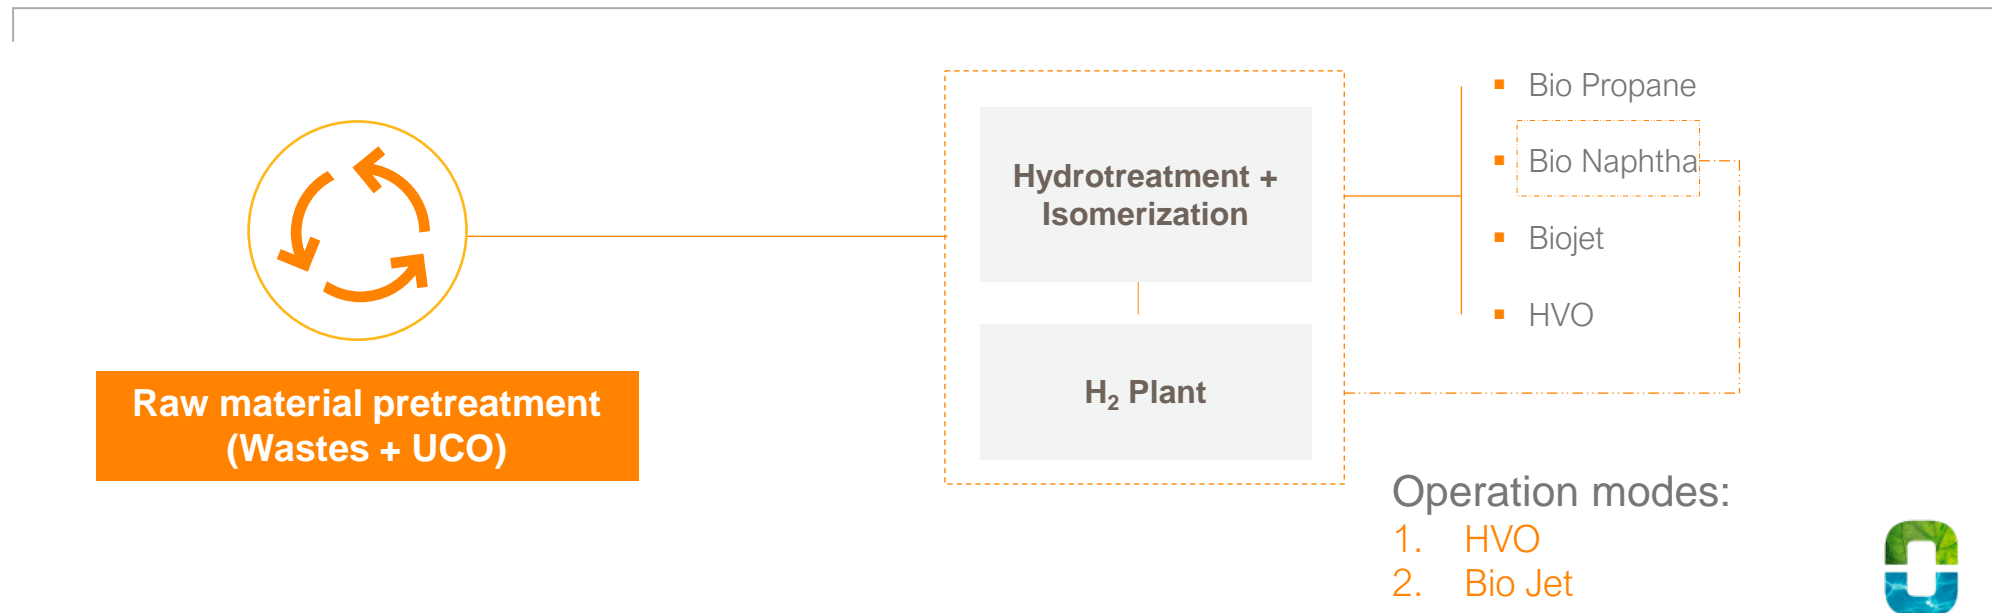 Raw material pretreatment
(Wastes + UCO)
Hydrotreatment +
Isomerization
H₂ Plant
▪ Bio Propane
▪ Bio Naphtha
▪ Biojet
▪ HVO
Operation modes:
1. HVO
2. Bio Jet